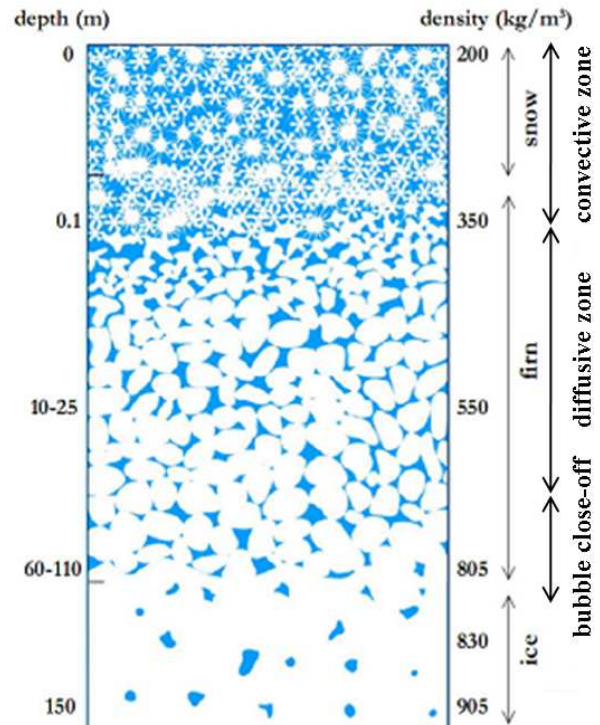 depth (m) density (kg/m³)
0 200
0.1 350
10-25 550
60-110 805
830
150 905
snow
firn
ice
convective zone
diffusive zone
bubble close-off